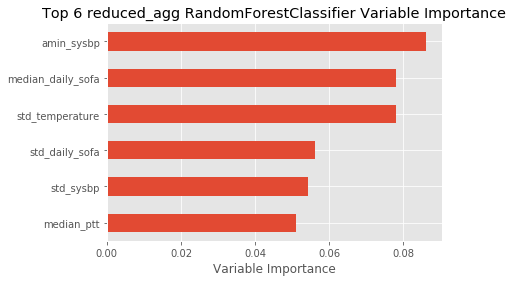 Top 6 reduced_agg RandomForestClassifier Variable Importance
amin_sysbp
median_daily_sofa
std_temperature
std_daily_sofa
std_sysbp
median_ptt
0.00 0.02 0.04 0.06 0.08
Variable Importance